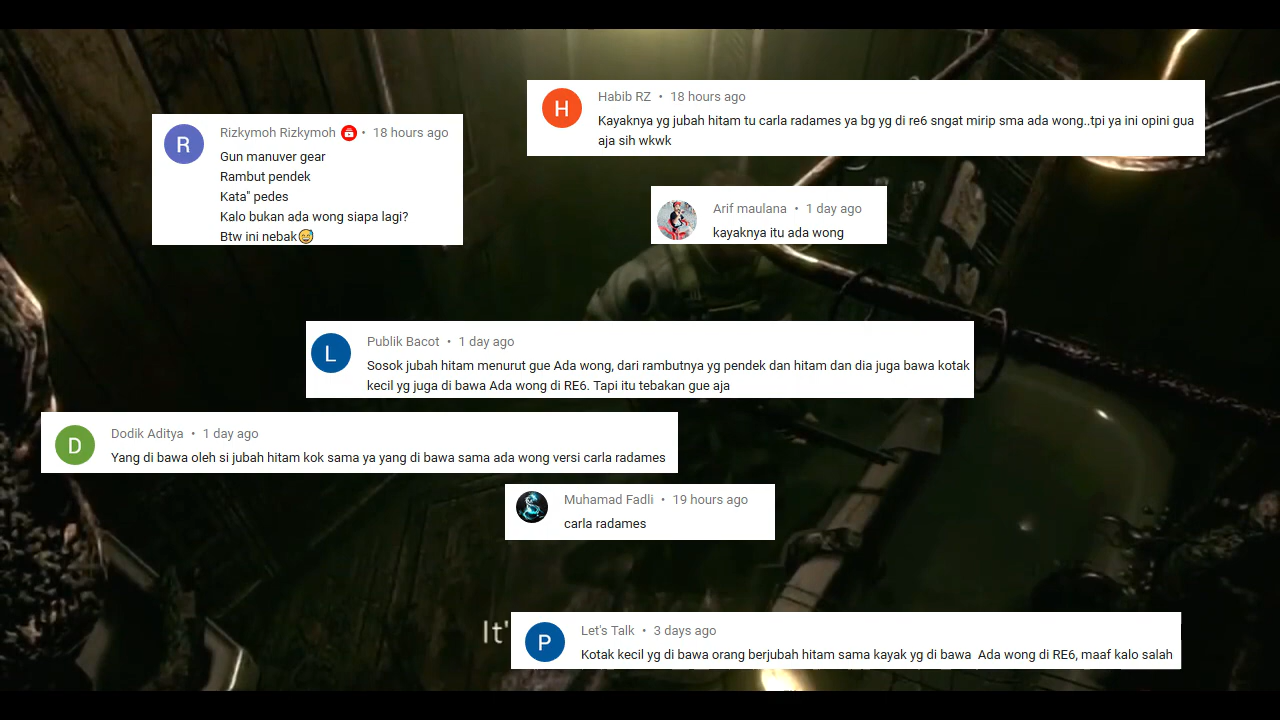 H
Habib RZ • 18 hours ago
Kayaknya yg jubah hitam tu carla radames ya bg yg di re6 sngat mirip sma ada wong..tpi ya ini opini gua
aja sih wkwk
R
Rizkymoh Rizkymoh • 18 hours ago
Gun manuver gear
Rambut pendek
Kata" pedes
Kalo bukan ada wong siapa lagi?
Btw ini nebak😅
Arif maulana • 1 day ago
kayaknya itu ada wong
L
Publik Bacot • 1 day ago
Sosok jubah hitam menurut gue Ada wong, dari rambutnya yg pendek dan hitam dan dia juga bawa kotak
kecil yg juga di bawa Ada wong di RE6. Tapi itu tebakan gue aja
D
Dodik Aditya • 1 day ago
Yang di bawa oleh si jubah hitam kok sama ya yang di bawa sama ada wong versi carla radames
Muhamad Fadli • 19 hours ago
carla radames
It'
P
Let's Talk • 3 days ago
Kotak kecil yg di bawa orang berjubah hitam sama kayak yg di bawa  Ada wong di RE6, maaf kalo salah